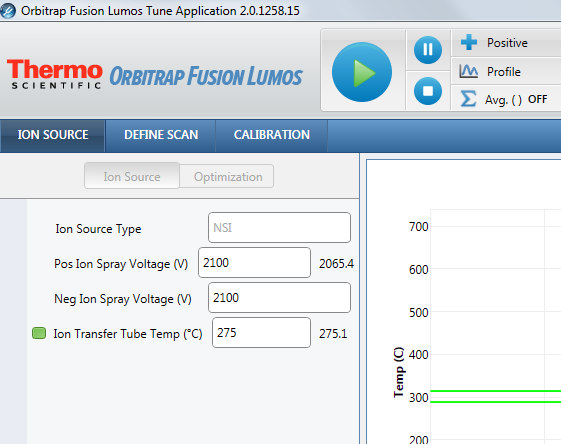 Orbitrap Fusion Lumos Tune Application 2.0.1258.15
Thermo
SCIENTIFIC
ORBITRAP FUSION LUMOS
Positive
Profile
Avg. ( ) OFF
ION SOURCE DEFINE SCAN CALIBRATION
Ion Source Optimization
Ion Source Type NSI
Pos Ion Spray Voltage (V) 2100 2065.4
Neg Ion Spray Voltage (V) 2100
Ion Transfer Tube Temp (°C) 275 275.1
Temp (C)
700
600
500
400
300
200